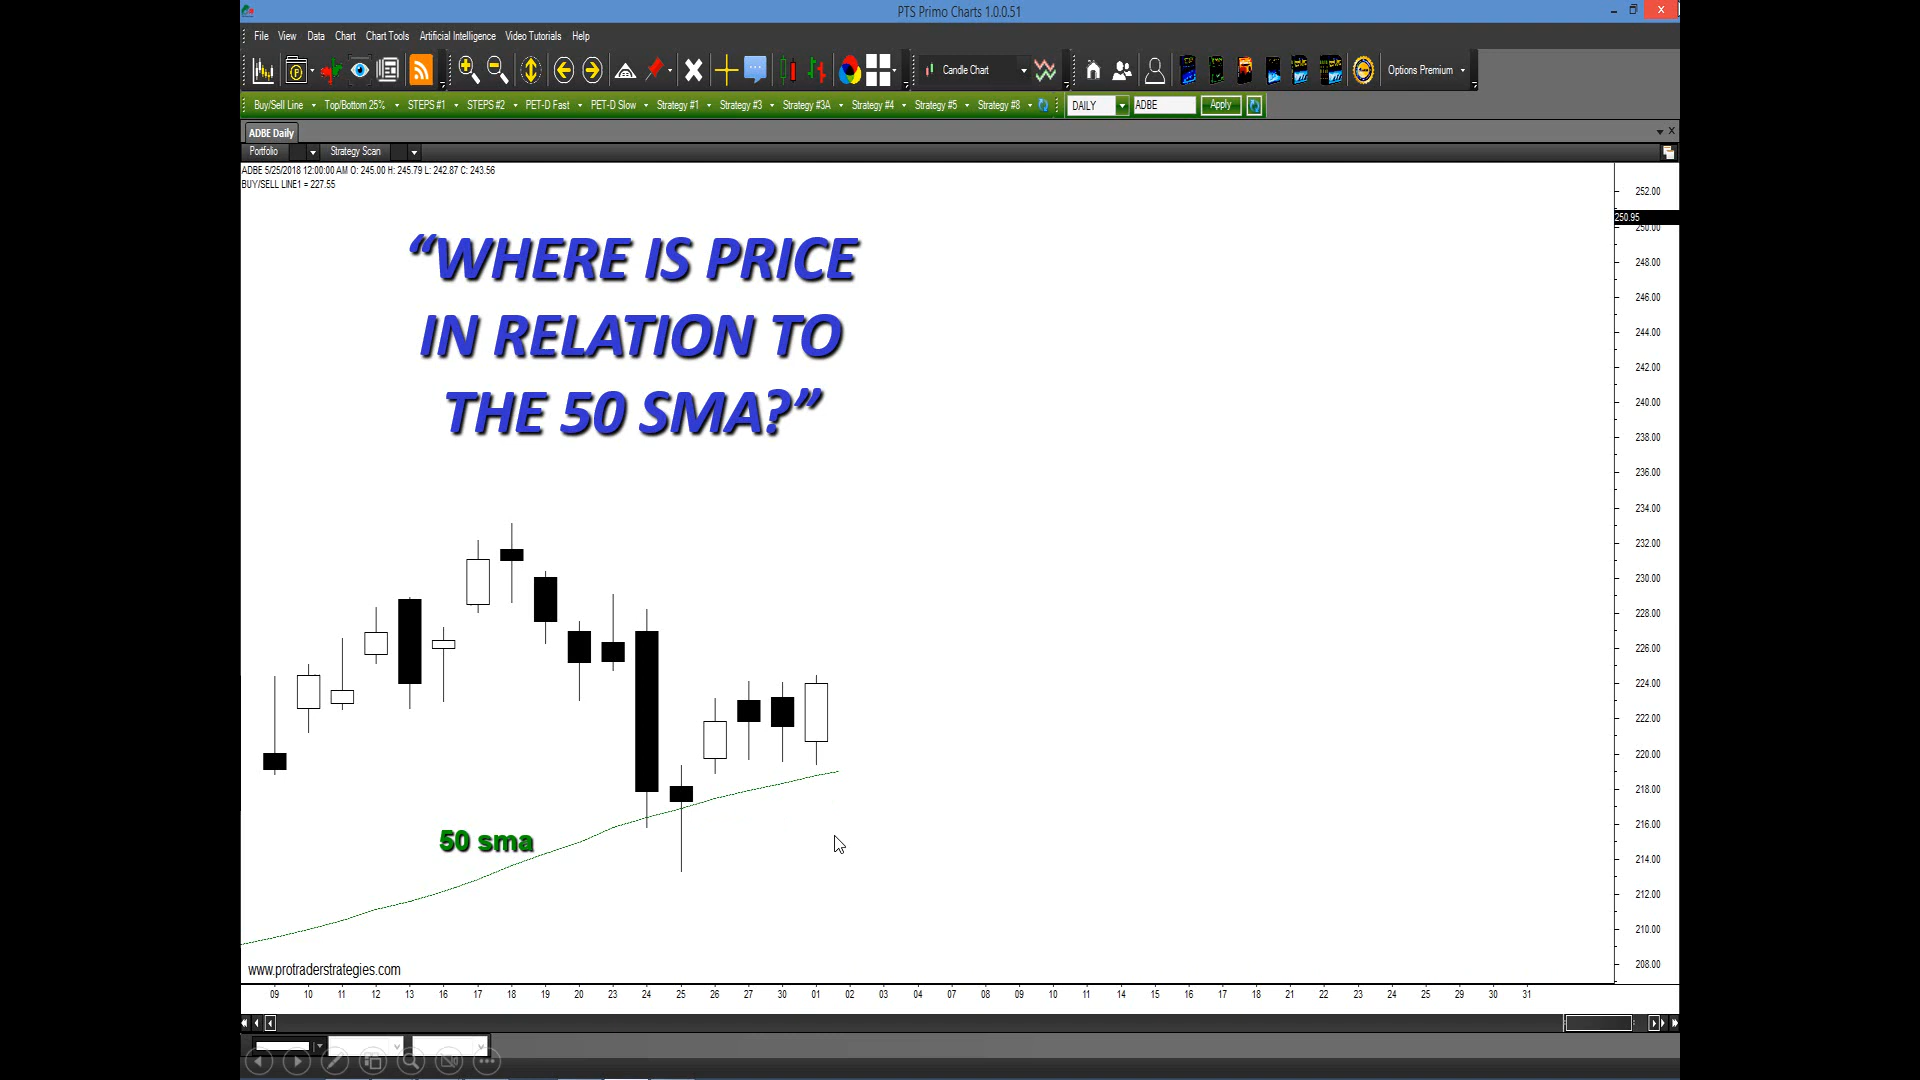 PTS Primo Charts 1.0.0.51
File View Data Chart Chart Tools Artificial Intelligence Video Tutorials Help
Candle Chart Options Premium
Buy/Sell Line Top/Bottom 25% STEPS #1 STEPS #2 PET-D Fast PET-D Slow Strategy #1 Strategy #3 Strategy #3A Strategy #4 Strategy #5 Strategy #8 DAILY ADBE Apply
ADBE Daily
Portfolio Strategy Scan
ADBE 5/25/2018 12:00:00 AM O: 245.00 H: 245.79 L: 242.87 C: 243.56
BUY/SELL LINE1 = 227.55
“WHERE IS PRICE
IN RELATION TO
THE 50 SMA?”
252.00
250.95
250.00
248.00
246.00
244.00
242.00
240.00
238.00
236.00
234.00
232.00
230.00
228.00
226.00
224.00
222.00
220.00
218.00
216.00
214.00
212.00
210.00
208.00
50 sma
www.protraderstrategies.com
09 10 11 12 13 16 17 18 19 20 23 24 25 26 27 30 01 02 03 04 07 08 09 10 11 14 15 16 17 18 21 22 23 24 25 29 30 31